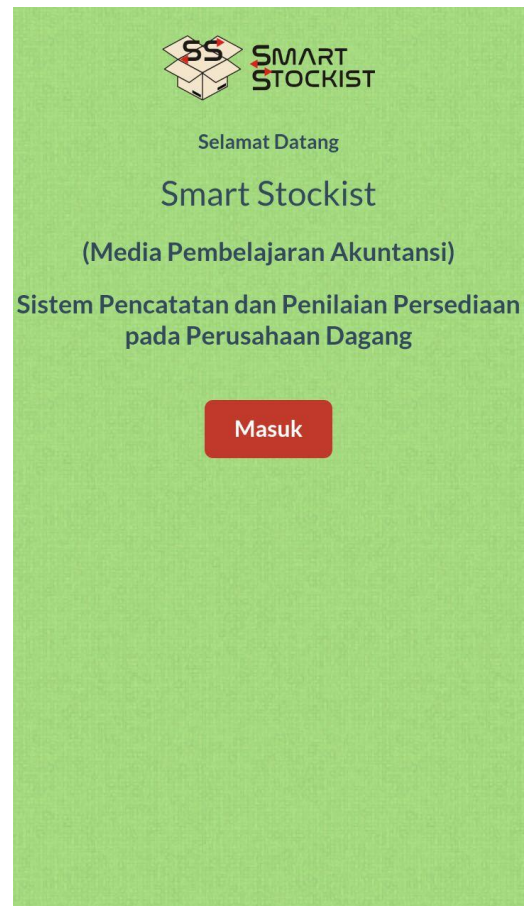 SS SMART
STOCKIST
Selamat Datang
Smart Stockist
(Media Pembelajaran Akuntansi)
Sistem Pencatatan dan Penilaian Persediaan
pada Perusahaan Dagang
Masuk